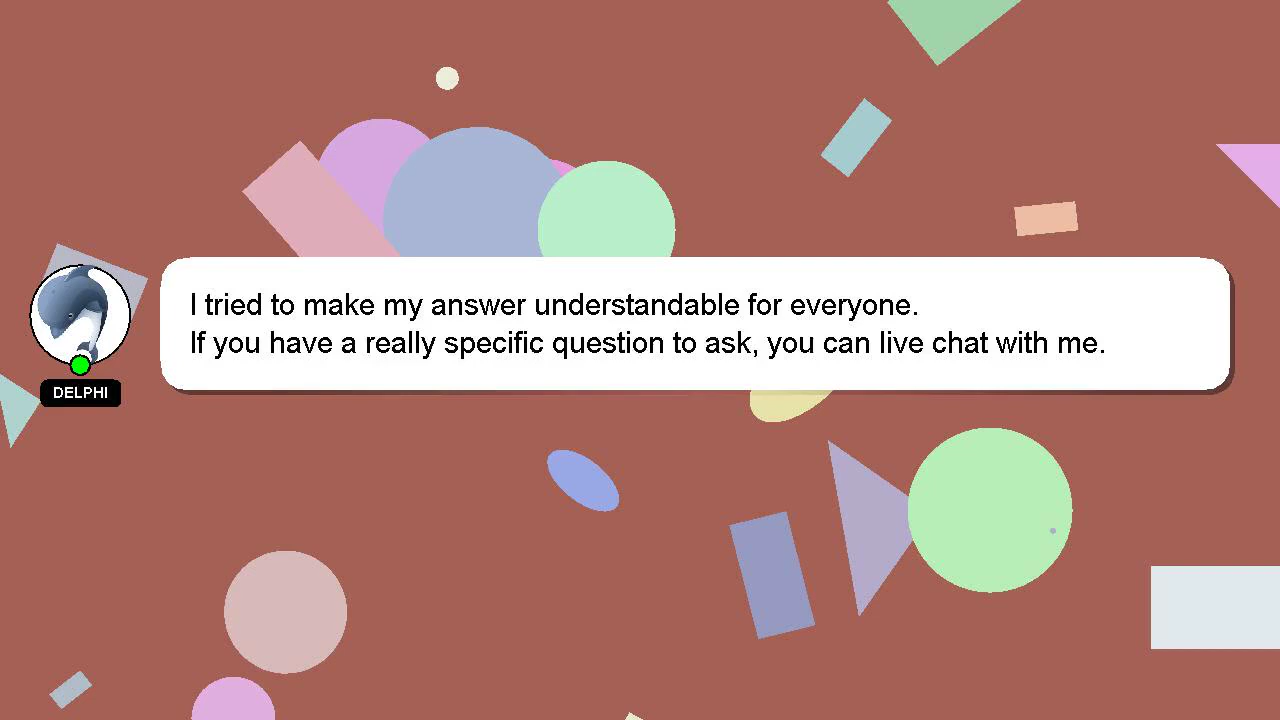 I tried to make my answer understandable for everyone.
If you have a really specific question to ask, you can live chat with me.
DELPHI